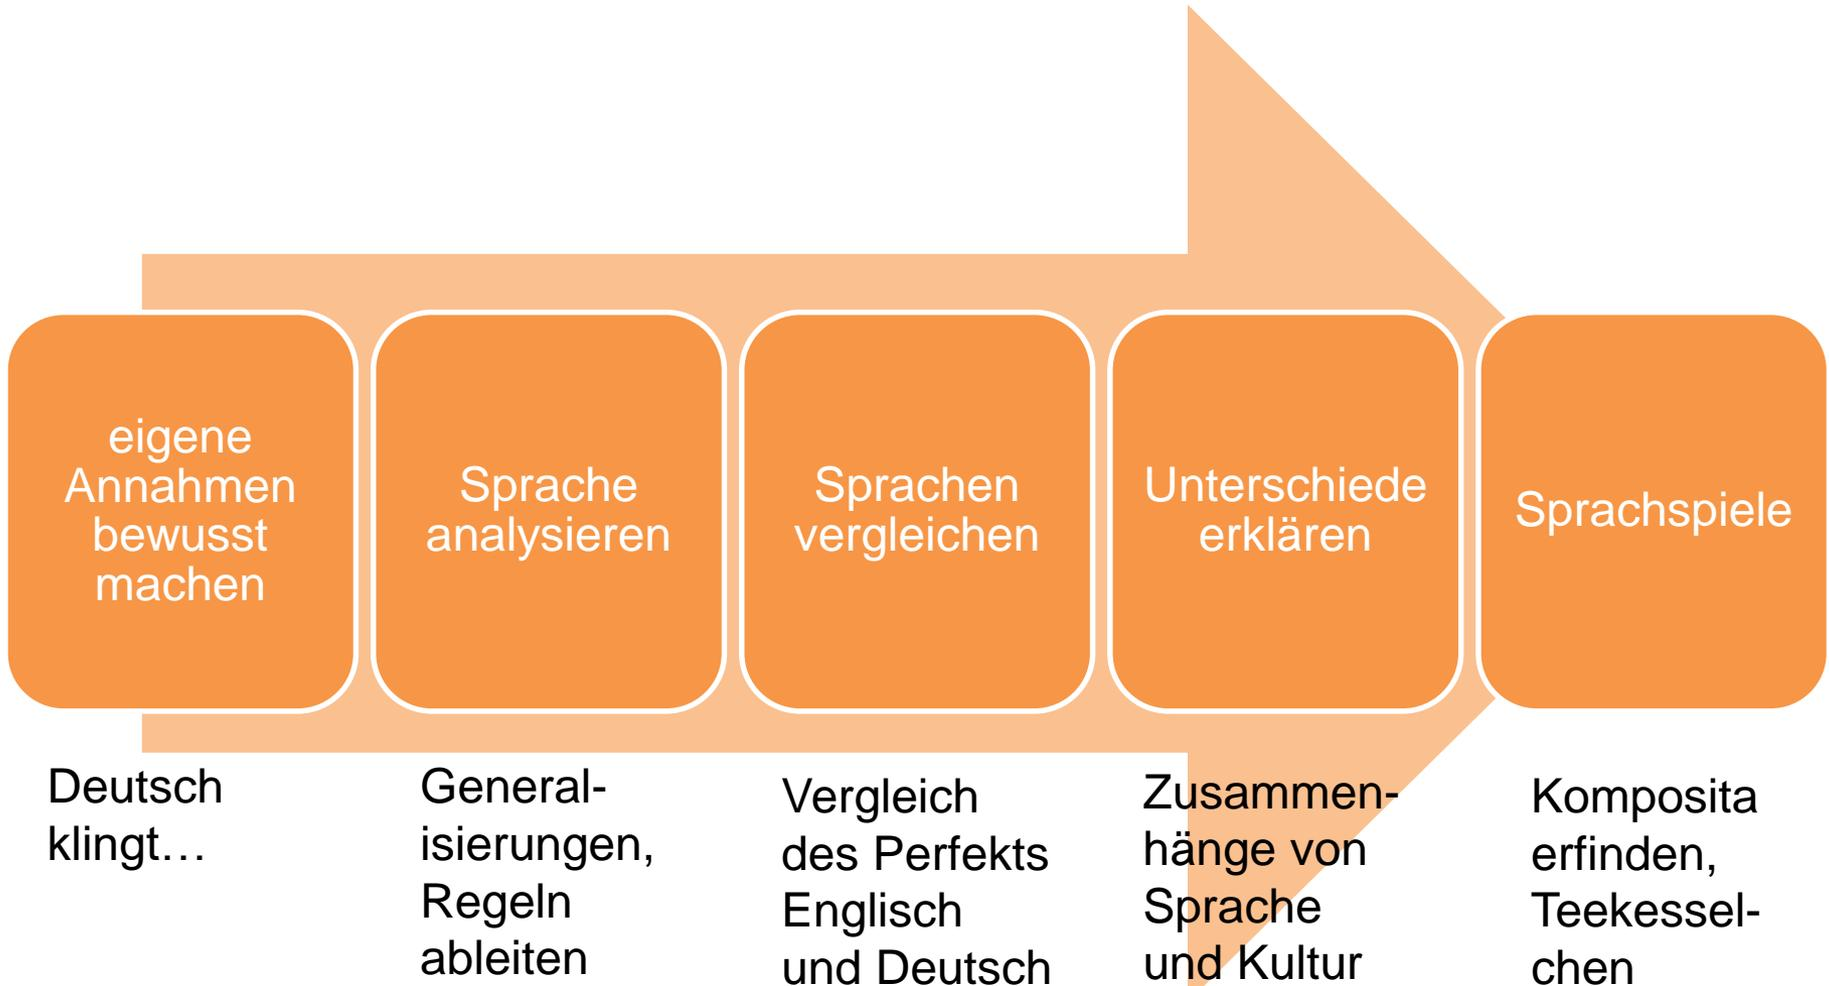 eigene
Annahmen
bewusst
machen
Sprache
analysieren
Sprachen
vergleichen
Unterschiede
erklären
Sprachspiele
Deutsch
klingt…
General-
isierungen,
Regeln
ableiten
Vergleich
des Perfekts
Englisch
und Deutsch
Zusammen-
hänge von
Sprache
und Kultur
Komposita
erfinden,
Teekessel-
chen